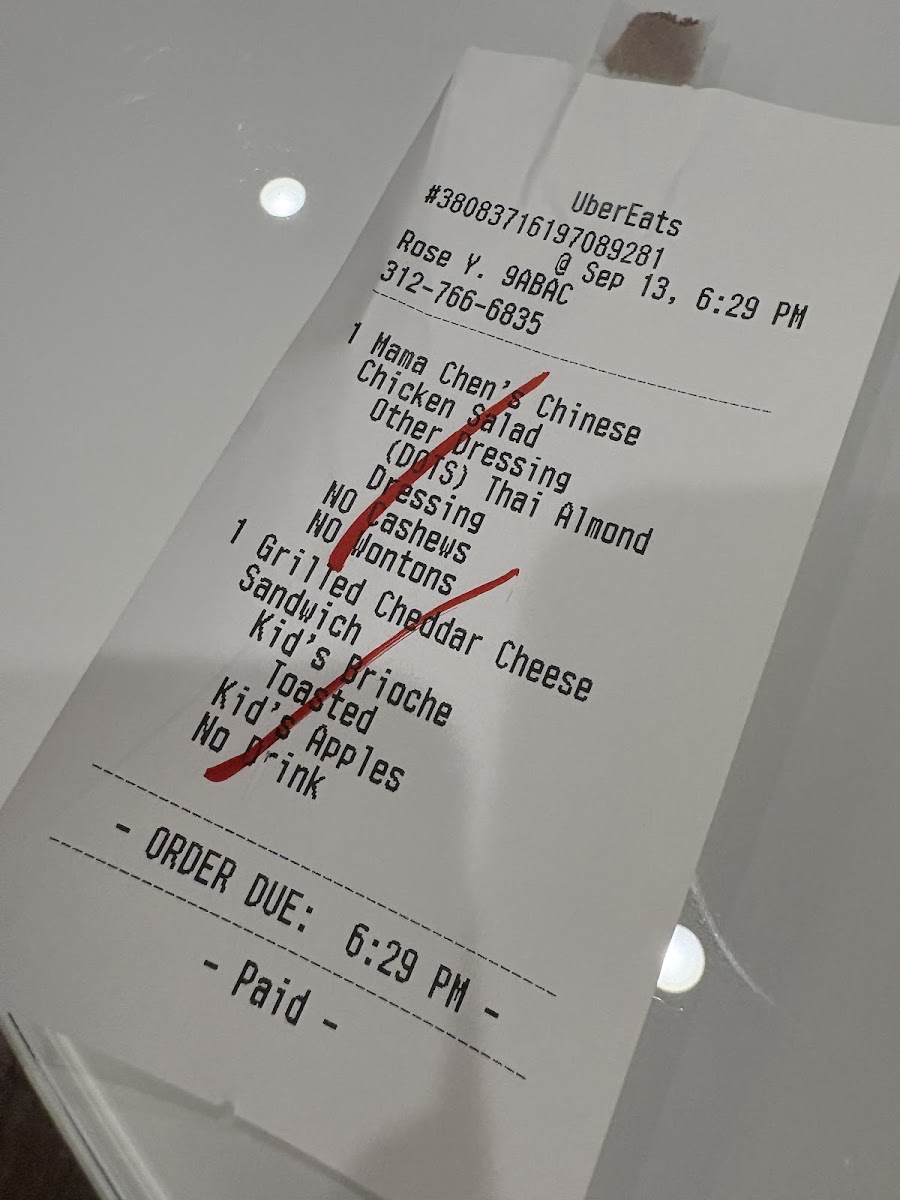 UberEats
#38083716197089281
@ Sep 13, 6:29 PM
Rose Y. 9ABAC
312-766-6835
1 Mama Chen's Chinese
Chicken Salad
Other Dressing
(DOTS) Thai Almond
Dressing
NO Cashews
NO Wontons
1 Grilled Cheddar Cheese
Sandwich
Kid's Brioche
Toasted
Kid's Apples
No Drink
- ORDER DUE: 6:29 PM -
- Paid -